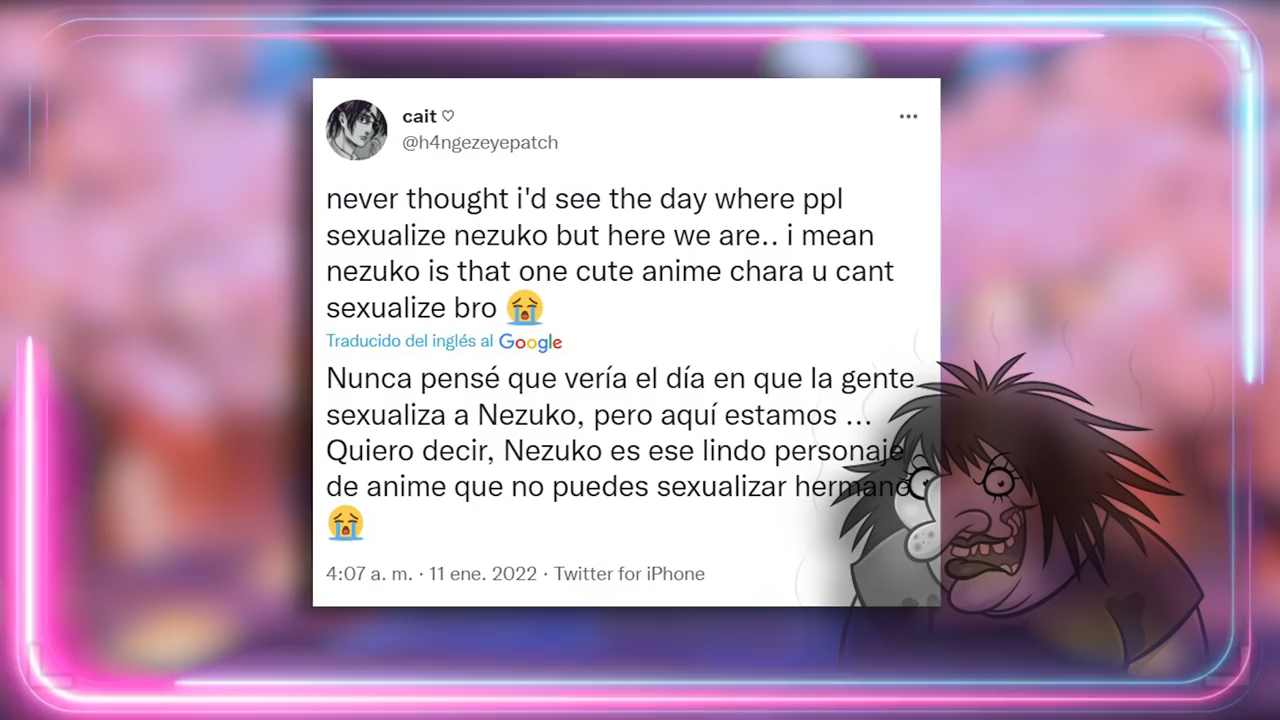 cait ♡
@h4ngezeyepatch
never thought i'd see the day where ppl
sexualize nezuko but here we are.. i mean
nezuko is that one cute anime chara u cant
sexualize bro 😭
Traducido del inglés al Google
Nunca pensé que vería el día en que la gente
sexualiza a Nezuko, pero aquí estamos ...
Quiero decir, Nezuko es ese lindo personaje
de anime que no puedes sexualizar hermano
😭
4:07 a. m. · 11 ene. 2022 · Twitter for iPhone